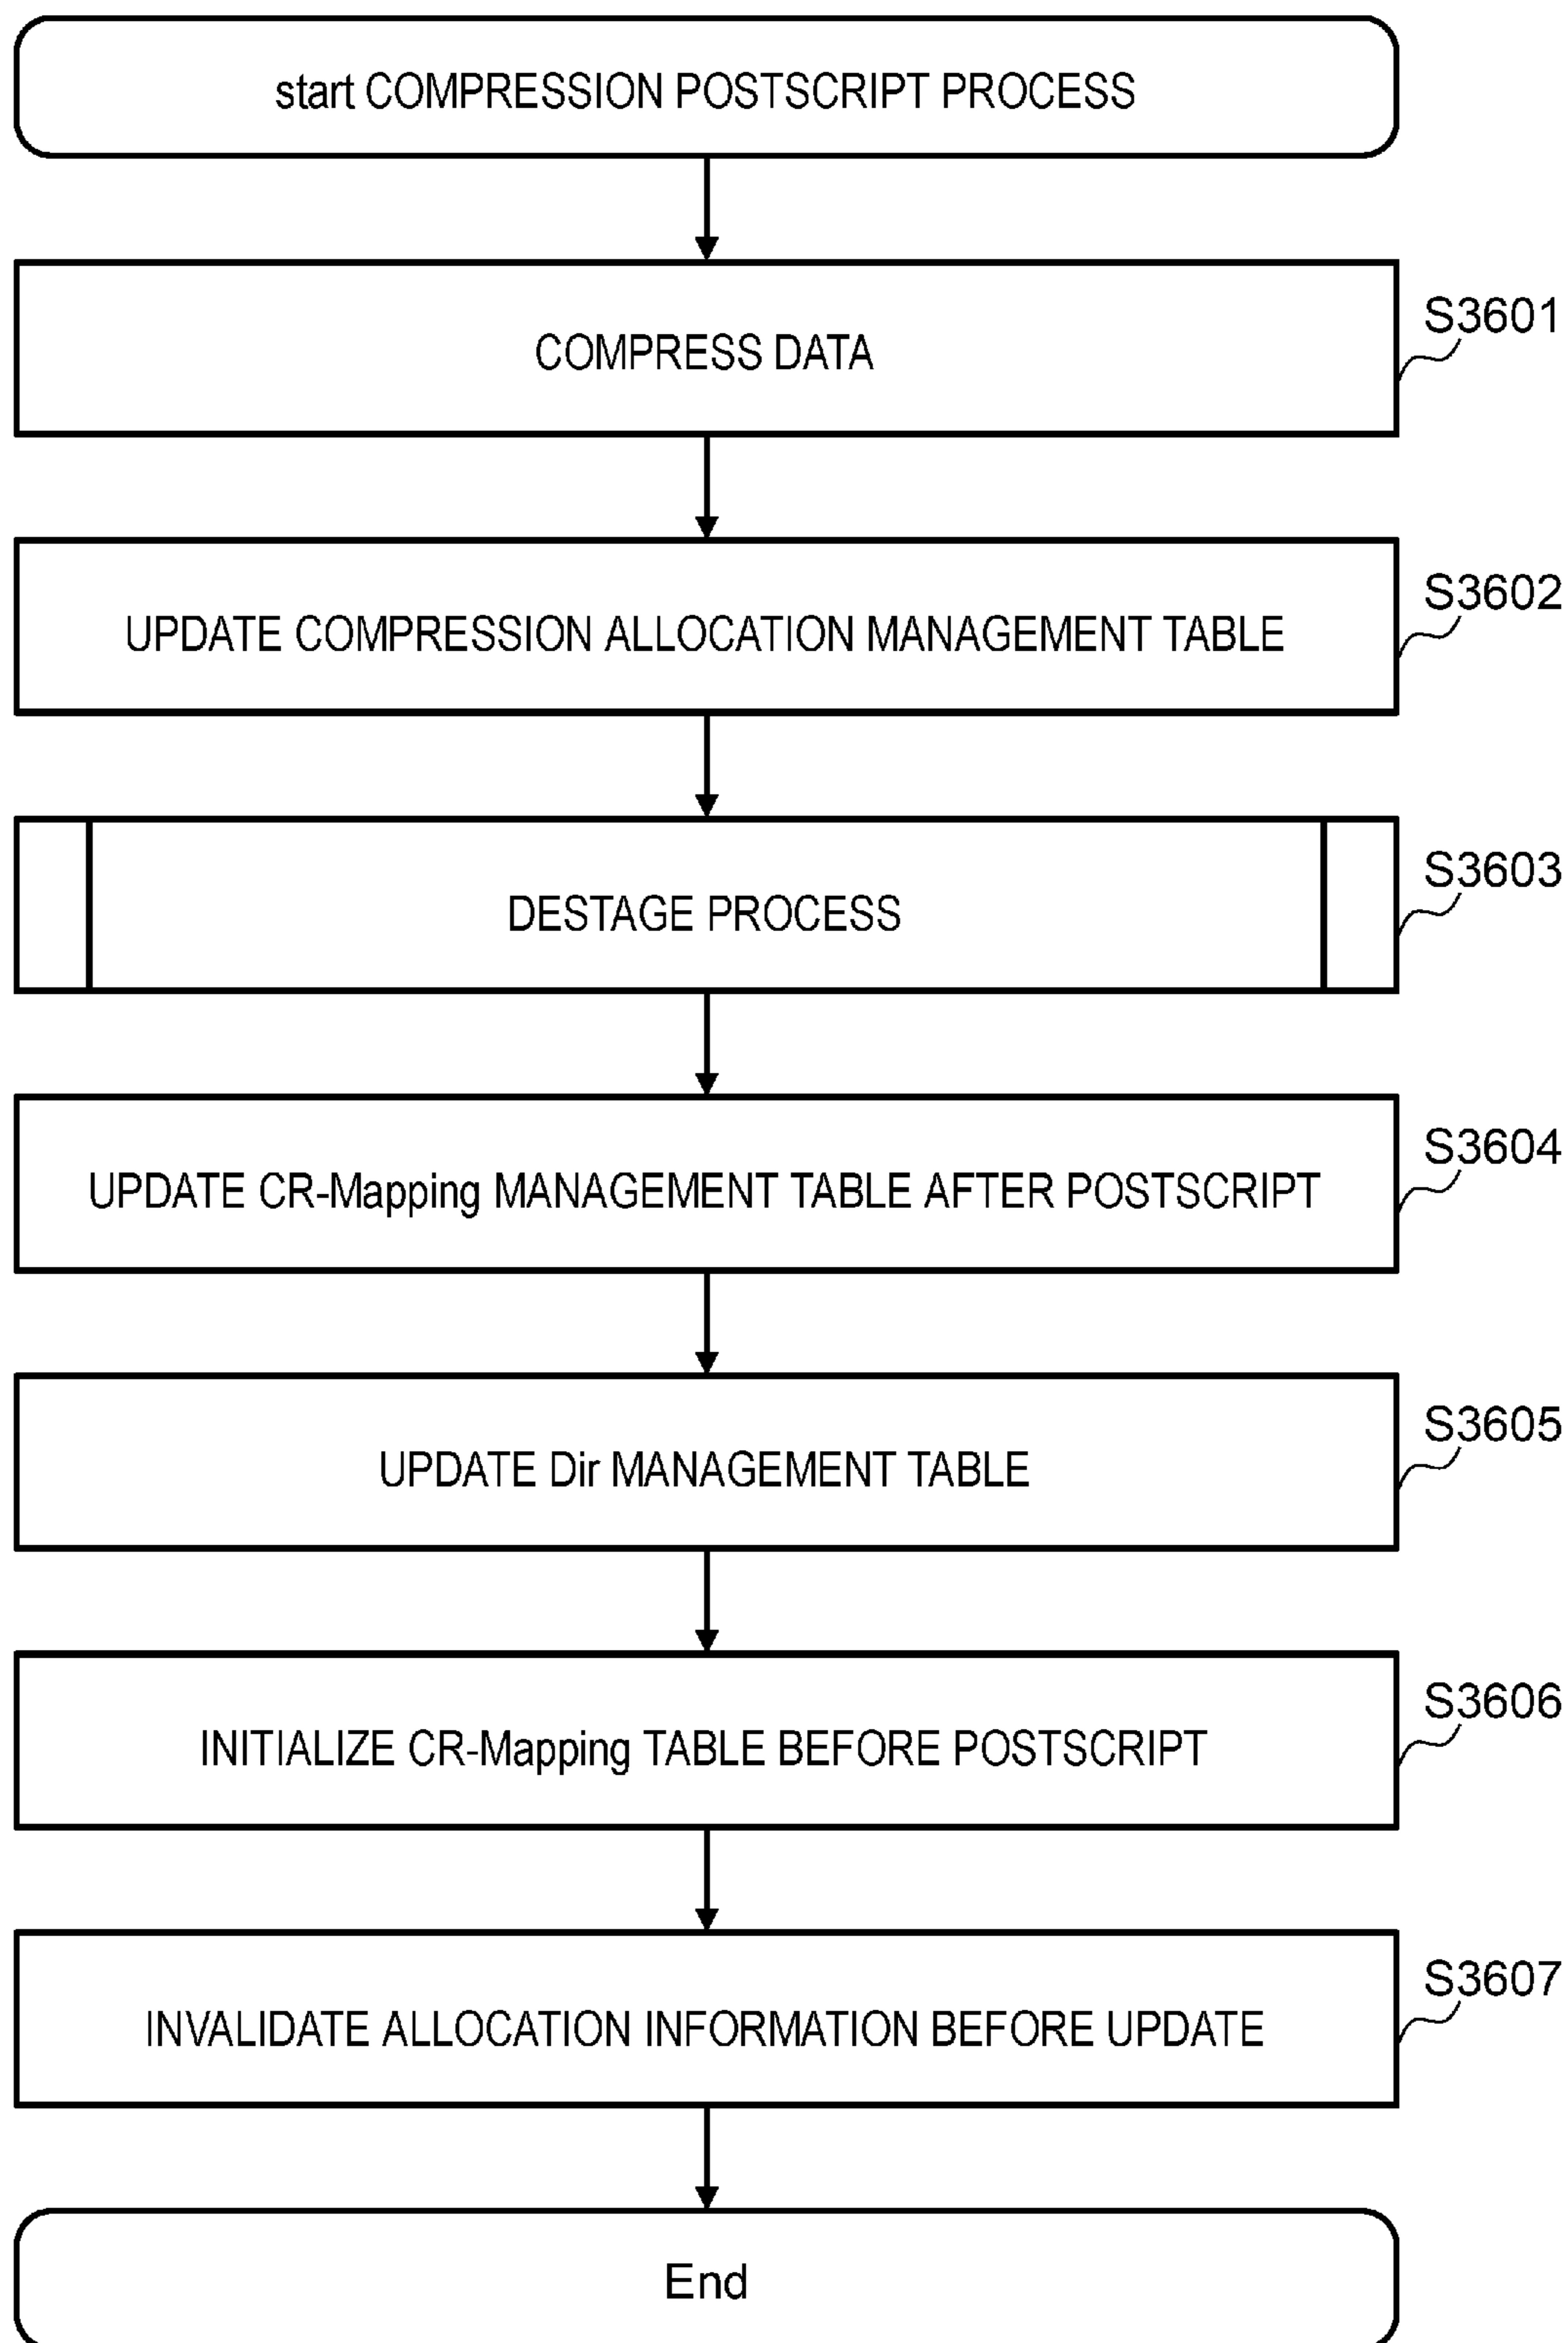 start COMPRESSION POSTSCRIPT PROCESS
COMPRESS DATA
S3601
UPDATE COMPRESSION ALLOCATION MANAGEMENT TABLE
S3602
DESTAGE PROCESS
S3603
UPDATE CR-Mapping MANAGEMENT TABLE AFTER POSTSCRIPT
S3604
UPDATE Dir MANAGEMENT TABLE
S3605
INITIALIZE CR-Mapping TABLE BEFORE POSTSCRIPT
S3606
INVALIDATE ALLOCATION INFORMATION BEFORE UPDATE
S3607
End